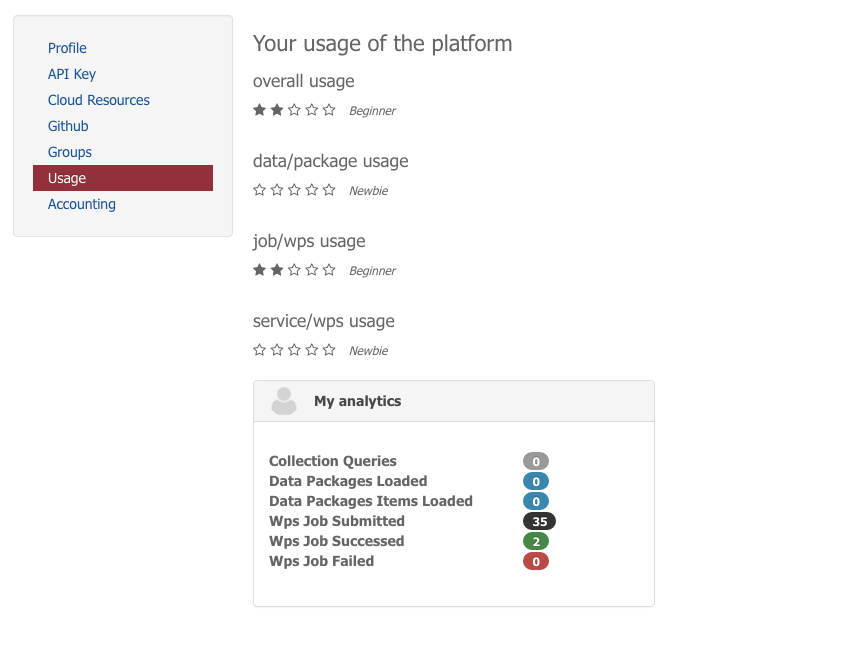 Profile
API Key
Cloud Resources
Github
Groups
Usage
Accounting
Your usage of the platform
overall usage
Beginner
data/package usage
Newbie
job/wps usage
Beginner
service/wps usage
Newbie
My analytics
Collection Queries 0
Data Packages Loaded 0
Data Packages Items Loaded 0
Wps Job Submitted 35
Wps Job Successed 2
Wps Job Failed 0